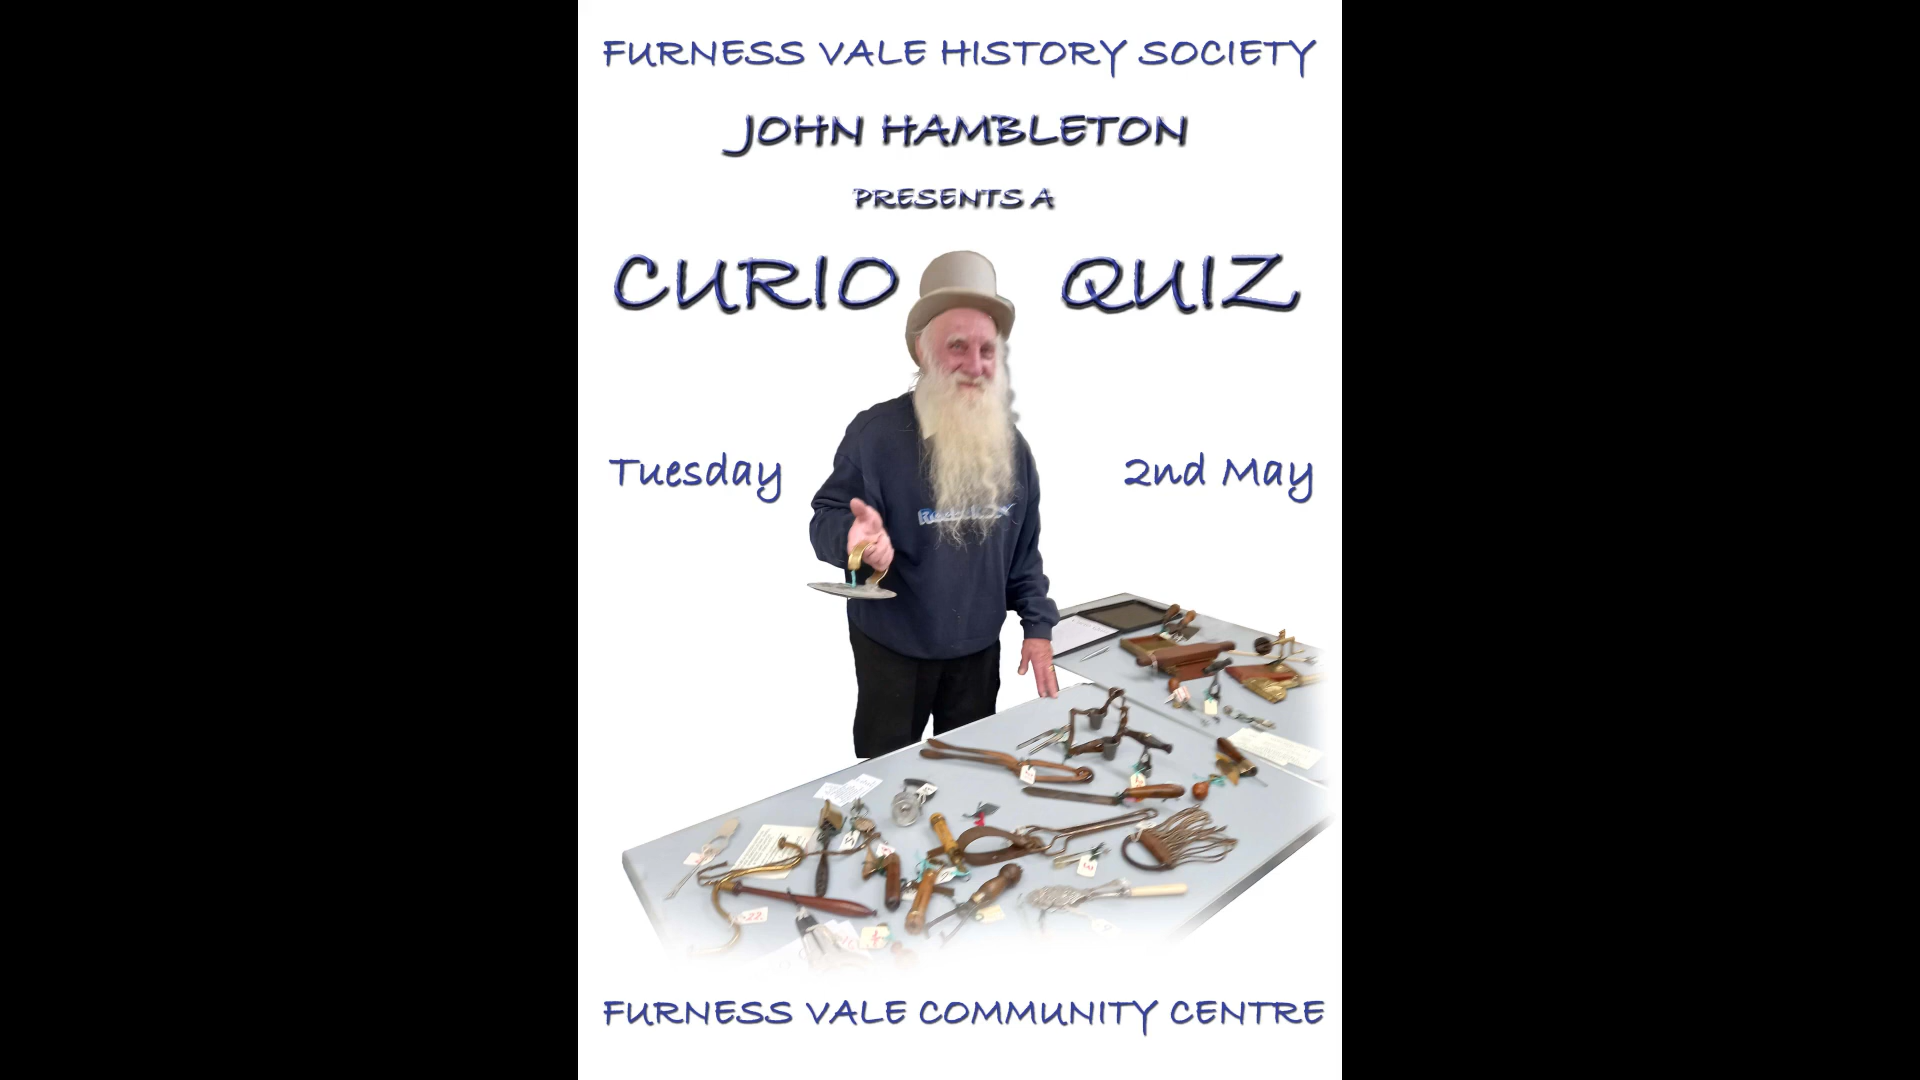 FURNESS VALE HISTORY SOCIETY
JOHN HAMBLETON
PRESENTS A
CURIO QUIZ
Tuesday 2nd May
FURNESS VALE COMMUNITY CENTRE